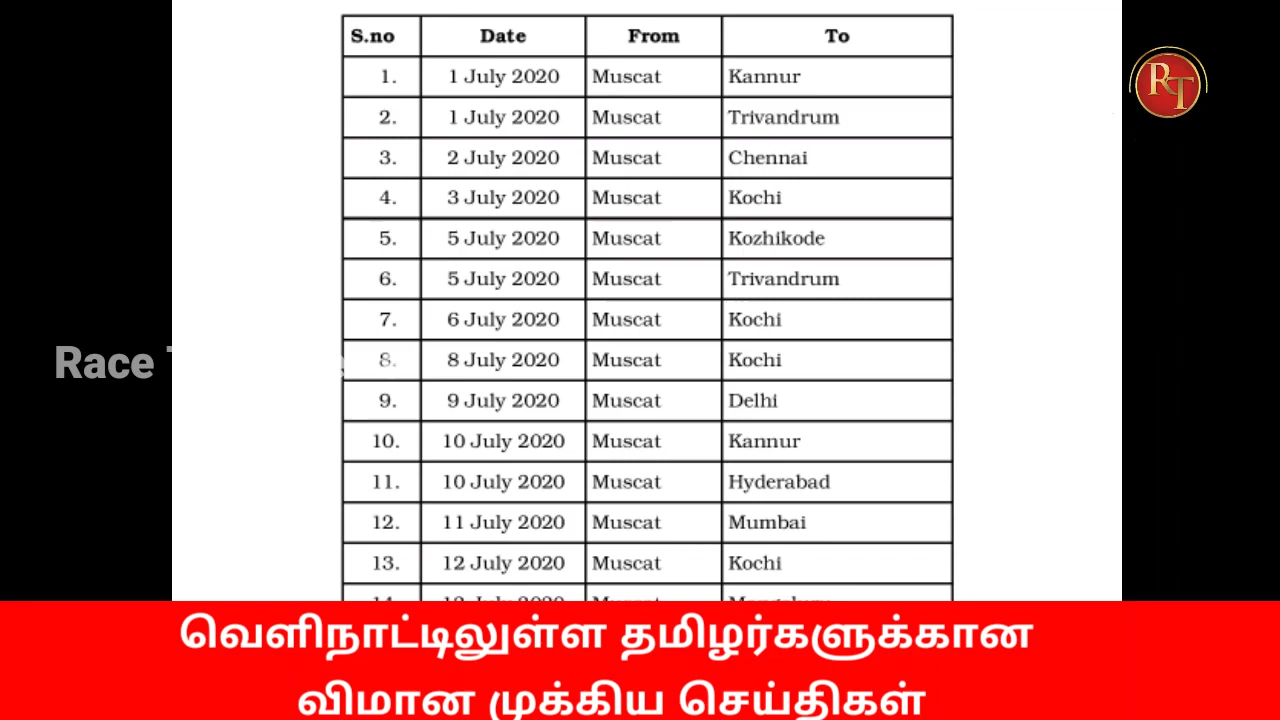 S.no Date From To
1. 1 July 2020 Muscat Kannur
2. 1 July 2020 Muscat Trivandrum
3. 2 July 2020 Muscat Chennai
4. 3 July 2020 Muscat Kochi
5. 5 July 2020 Muscat Kozhikode
6. 5 July 2020 Muscat Trivandrum
7. 6 July 2020 Muscat Kochi
8. 8 July 2020 Muscat Kochi
9. 9 July 2020 Muscat Delhi
10. 10 July 2020 Muscat Kannur
11. 10 July 2020 Muscat Hyderabad
12. 11 July 2020 Muscat Mumbai
13. 12 July 2020 Muscat Kochi
RT
Race
வெளிநாட்டிலுள்ள தமிழர்களுக்கான
விமான முக்கிய செய்திகள்